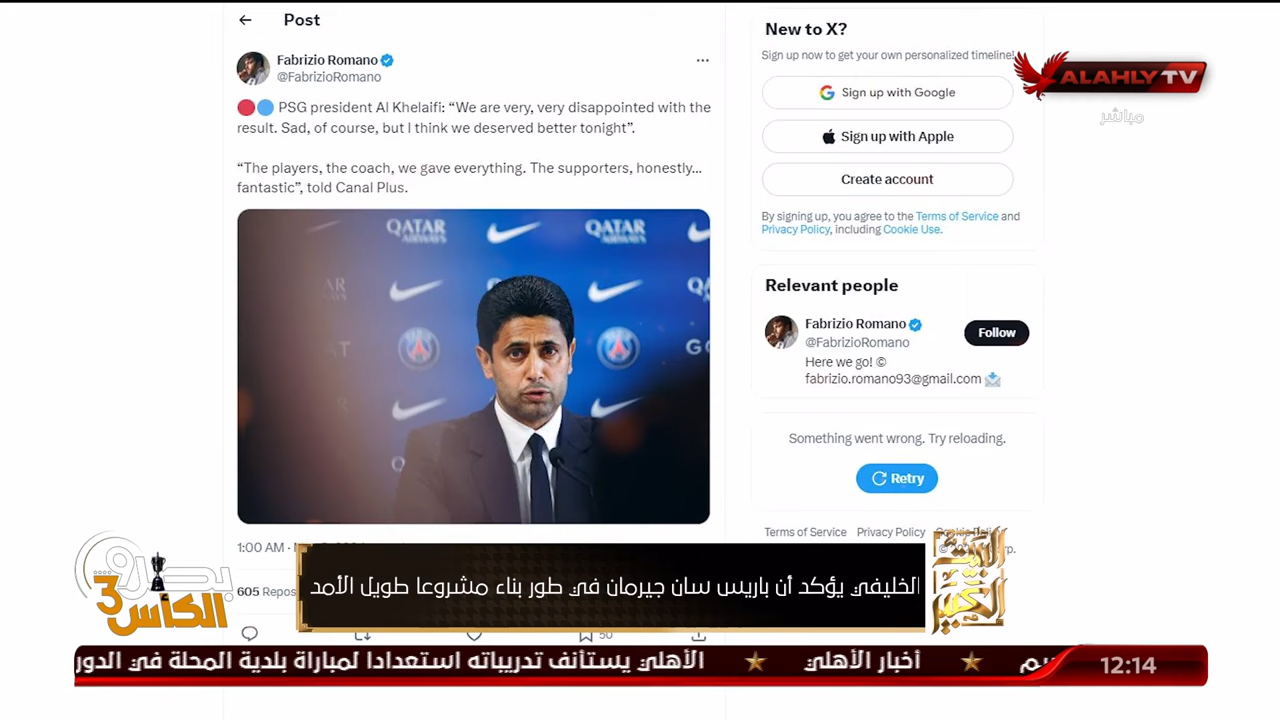 Post
Fabrizio Romano
@FabrizioRomano
PSG president Al Khelaifi: “We are very, very disappointed with the
result. Sad, of course, but I think we deserved better tonight”.
“The players, the coach, we gave everything. The supporters, honestly...
fantastic”, told Canal Plus.
QATAR
AIRWAYS
QATAR
AIRWAYS
1:00 AM
605 Repos
50
New to X?
Sign up now to get your own personalized timeline!
Sign up with Google
Sign up with Apple
Create account
By signing up, you agree to the Terms of Service and
Privacy Policy, including Cookie Use.
Relevant people
Fabrizio Romano
@FabrizioRomano
Follow
Here we go! ©
fabrizio.romano93@gmail.com
Something went wrong. Try reloading.
Retry
Terms of Service Privacy Policy Cookie Policy
ALAHLY TV
مباشر
بطل
الكأس
الخليفي يؤكد أن باريس سان جيرمان في طور بناء مشروعا طويل الأمد
أخبار الأهلي ★ الأهلي يستأنف تدريباته استعدادا لمباراة بلدية المحلة في الدور
12:14